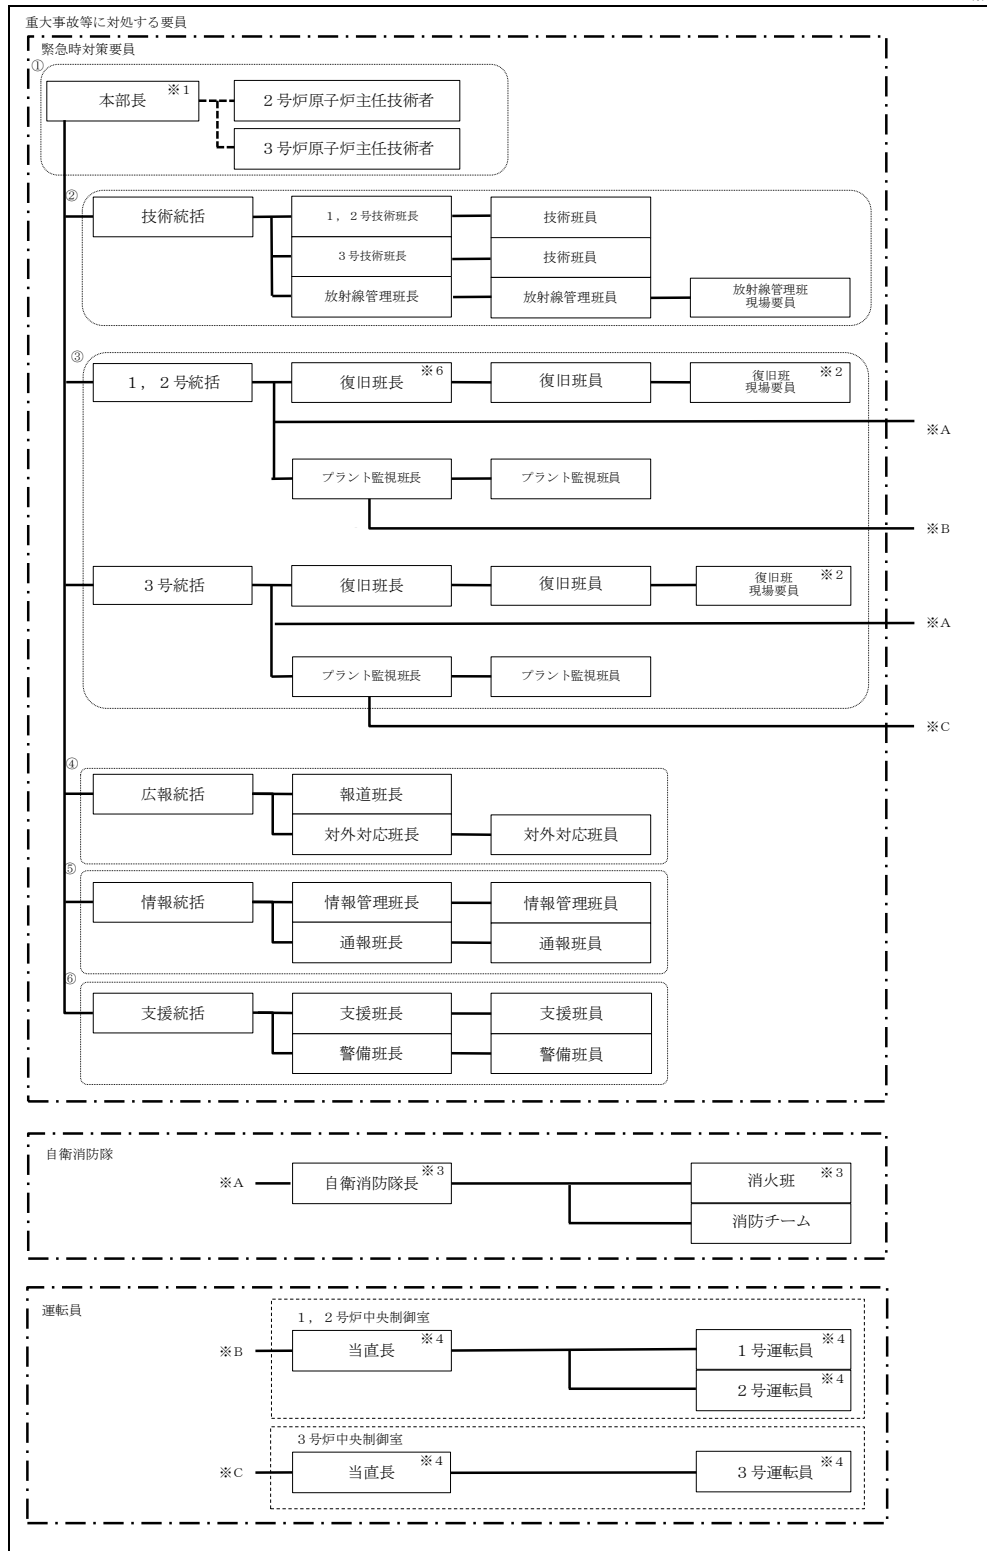 重大事故等に対処する要員
緊急時対策要員
①
本部長 ※1
2号炉原子炉主任技術者
3号炉原子炉主任技術者
②
技術統括
1,2号技術班長
技術班員
3号技術班長
技術班員
放射線管理班長
放射線管理班員
放射線管理班
現場要員
③
1,2号統括
復旧班長 ※6
復旧班員
復旧班 ※2
現場要員
※A
プラント監視班長
プラント監視班員
※B
3号統括
復旧班長
復旧班員
復旧班 ※2
現場要員
※A
プラント監視班長
プラント監視班員
※C
④
広報統括
報道班長
対外対応班長
対外対応班員
⑤
情報統括
情報管理班長
情報管理班員
通報班長
通報班員
⑥
支援統括
支援班長
支援班員
警備班長
警備班員
自衛消防隊
※A
自衛消防隊長 ※3
消火班 ※3
消防チーム
運転員
1,2号炉中央制御室
※B
当直長 ※4
1号運転員 ※4
2号運転員 ※4
3号炉中央制御室
※C
当直長 ※4
3号運転員 ※4